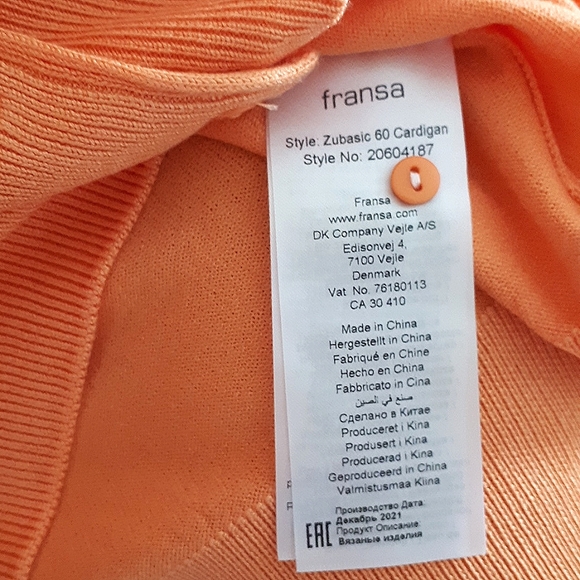 fransa
Style: Zubasic 60 Cardigan
Style No: 20604187
Fransa
www.fransa.com
DK Company Vejle A/S
Edisonvej 4,
7100 Vejle
Denmark
Vat No. 76180113
CA 30 410
Made in China
Hergestellt in China
Fabriqué en Chine
Hecho en China
Fabbricato in Cina
صنع في الصين
Сделано в Китае
Produceret i Kina
Produsert i Kina
Producerad i Kina
Geproduceerd in China
Valmistusmaa Kiina
Производство Дата:
Декабрь 2021
Продукт Описание:
Вязаные изделия
EAC